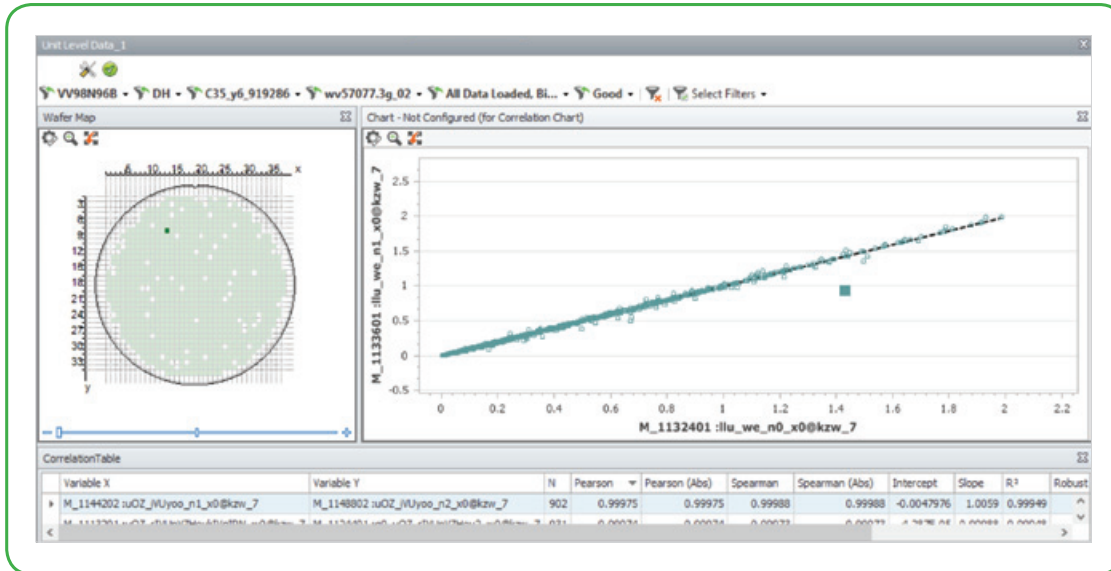 Unit Level Data_1
VV98N96B DH C35_y6_919286 wv57077.3g_02 All Data Loaded, Bi... Good Select Filters
Wafer Map
Chart - Not Configured (for Correlation Chart)
5 10 15 20 25 30 35 x
9
12
18
21
24
27
30
33
y
M_1133601 :llu_we_n1_x0@kzw_7
2.5
2
1.5
1
0.5
0
-0.5
0 0.2 0.4 0.6 0.8 1 1.2 1.4 1.6 1.8 2 2.2
M_1132401 :llu_we_n0_x0@kzw_7
CorrelationTable
Variable X Variable Y N Pearson Pearson (Abs) Spearman Spearman (Abs) Intercept Slope R² Robust
M_1144202 :uOZ_iVUyoo_n1_x0@kzw_7 M_1148802 :uOZ_iVUyoo_n2_x0@kzw_7 902 0.99975 0.99975 0.99988 0.99988 -0.0047976 1.0059 0.99949